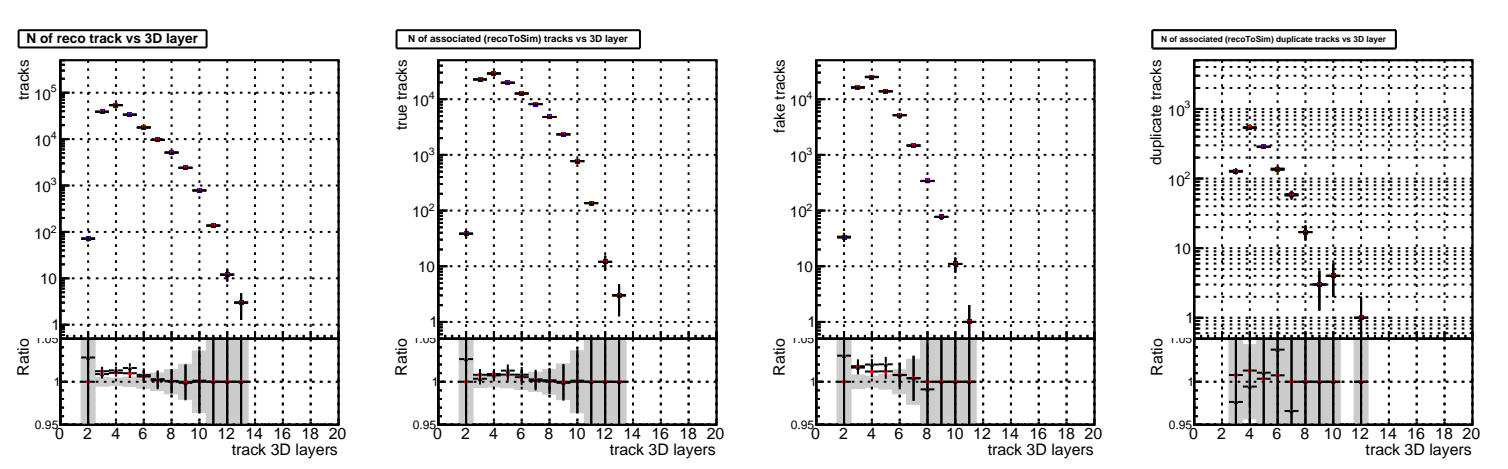 N of reco track vs 3D layer
tracks
10^5
10^4
10^3
10^2
10
1
Ratio
1.05
1
0.95
0 2 4 6 8 10 12 14 16 18 20
track 3D layers
N of associated (recoToSim) tracks vs 3D layer
true tracks
10^4
10^3
10^2
10
1
Ratio
1.05
1
0.95
0 2 4 6 8 10 12 14 16 18 20
track 3D layers
fake tracks
10^4
10^3
10^2
10
1
Ratio
1.05
1
0.95
0 2 4 6 8 10 12 14 16 18 20
track 3D layers
N of associated (recoToSim) duplicate tracks vs 3D layer
duplicate tracks
10^3
10^2
10
1
Ratio
1.05
1
0.95
0 2 4 6 8 10 12 14 16 18 20
track 3D layers